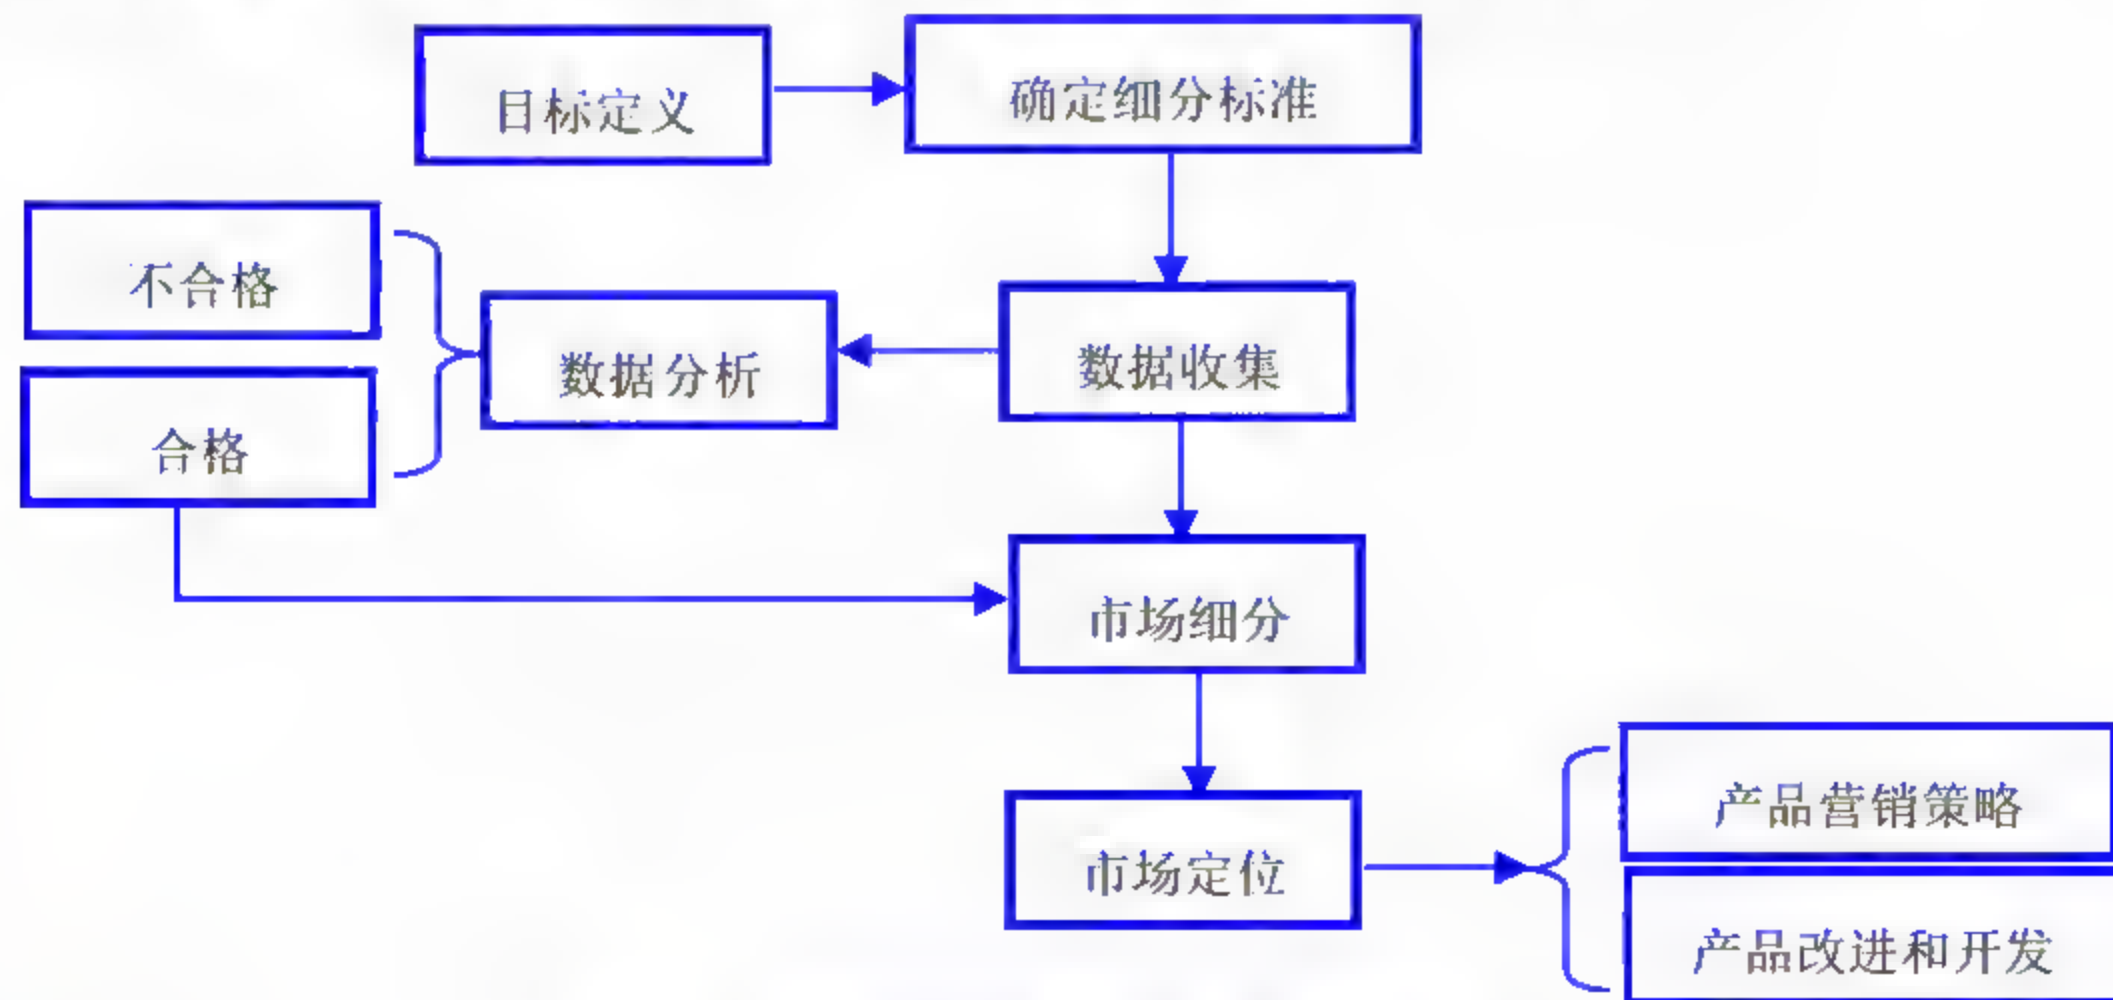 目标定义
确定细分标准
不合格
数据分析
数据收集
合格
市场细分
市场定位
产品营销策略
产品改进和开发